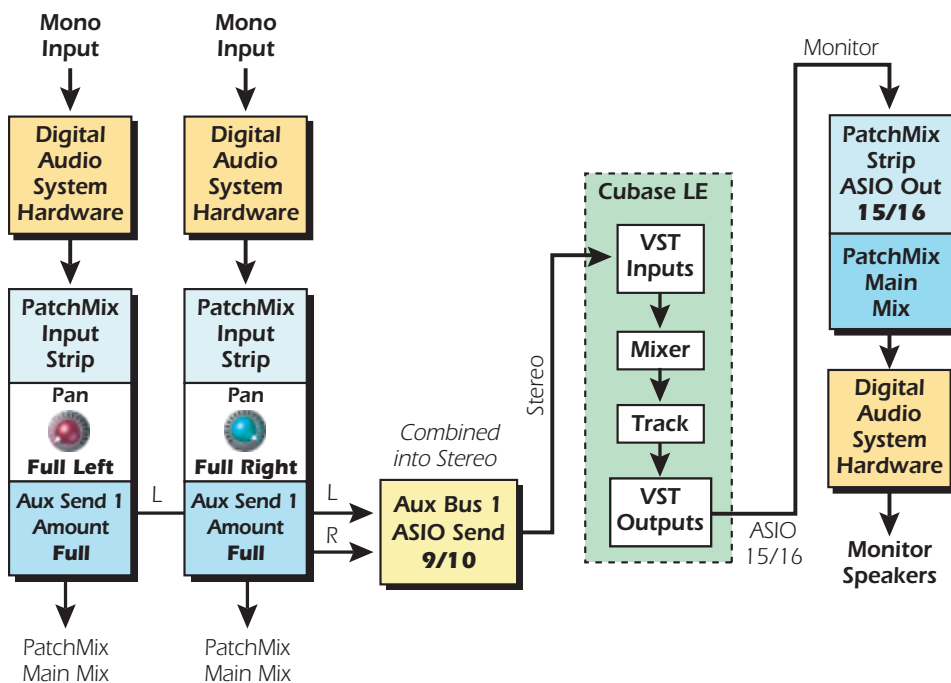 Mono
Input
Digital
Audio
System
Hardware
PatchMix
Input
Strip
Pan
Full Left
Aux Send 1
Amount
Full
PatchMix
Main Mix
L
Mono
Input
Digital
Audio
System
Hardware
PatchMix
Input
Strip
Pan
Full Right
Aux Send 1
Amount
Full
PatchMix
Main Mix
L
R
Combined
into Stereo
Aux Bus 1
ASIO Send
9/10
Stereo
Cubase LE
VST
Inputs
Mixer
Track
VST
Outputs
ASIO
15/16
Monitor
PatchMix
Strip
ASIO Out
15/16
PatchMix
Main
Mix
Digital
Audio
System
Hardware
Monitor
Speakers